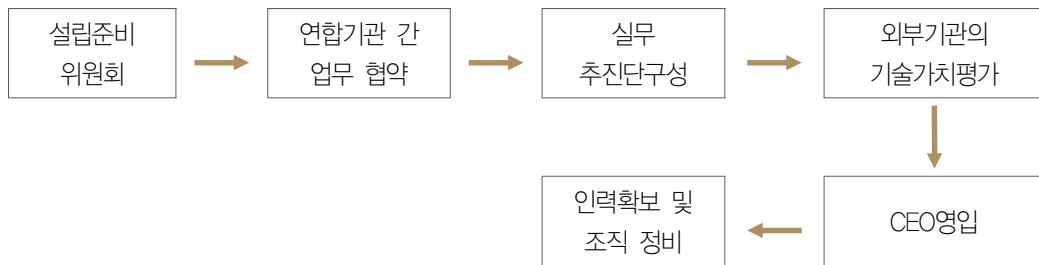 설립준비
위원회
연합기관 간
업무 협약
실무
추진단구성
외부기관의
기술가치평가
인력확보 및
조직 정비
CEO영입